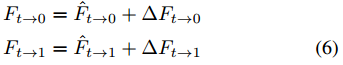 F_{t→0} = \hat{F}_{t→0} + ΔF_{t→0}
F_{t→1} = \hat{F}_{t→1} + ΔF_{t→1} (6)